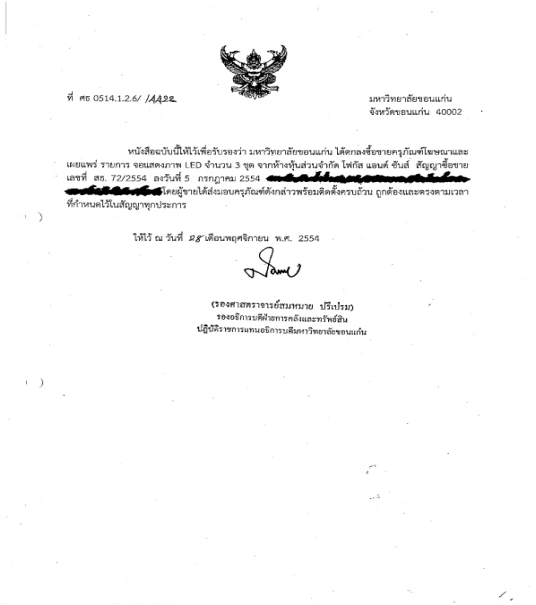 ที่ ศธ 0514.1.2.6/
มหาวิทยาลัยขอนแก่น
จังหวัดขอนแก่น 40002
หนังสือฉบับนี้ให้ไว้เพื่อรับรองว่า มหาวิทยาลัยขอนแก่น ได้ตกลงซื้อขายครุภัณฑ์โฆษณาและ
เผยแพร่ รายการ จอแสดงภาพ LED จำนวน 3 ชุด จากห้างหุ้นส่วนจำกัด โฟกัส แอนด์ ซันส์ สัญญาซื้อขาย
เลขที่ สธ. 72/2554 ลงวันที่ 5 กรกฎาคม 2554
โดยผู้ขายได้ส่งมอบครุภัณฑ์ดังกล่าวพร้อมติดตั้งครบถ้วน ถูกต้องและตรงตามเวลา
ที่กำหนดไว้ในสัญญาทุกประการ
ให้ไว้ ณ วันที่ 28 เดือนพฤศจิกายน พ.ศ. 2554
(รองศาสตราจารย์สมหมาย ปรีเปรม)
รองอธิการบดีฝ่ายการคลังและทรัพย์สิน
ปฏิบัติราชการแทนอธิการบดีมหาวิทยาลัยขอนแก่น